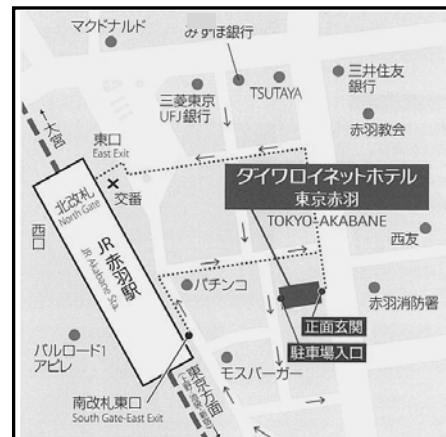 マクドナルド
みずほ銀行
三菱東京
UFJ銀行
TSUTAYA
三井住友
銀行
赤羽教会
大宮
東口
East Exit
交番
北改札
North Gate
西口
JR赤羽駅
JR Akabane Sta.
ダイワロイネットホテル
東京赤羽
TOKYO-AKABANE
西友
パチンコ
赤羽消防署
正面玄関
駐車場入口
パルロード1
アピレ
モスバーガー
南改札東口
South Gate-East Exit
東京方面